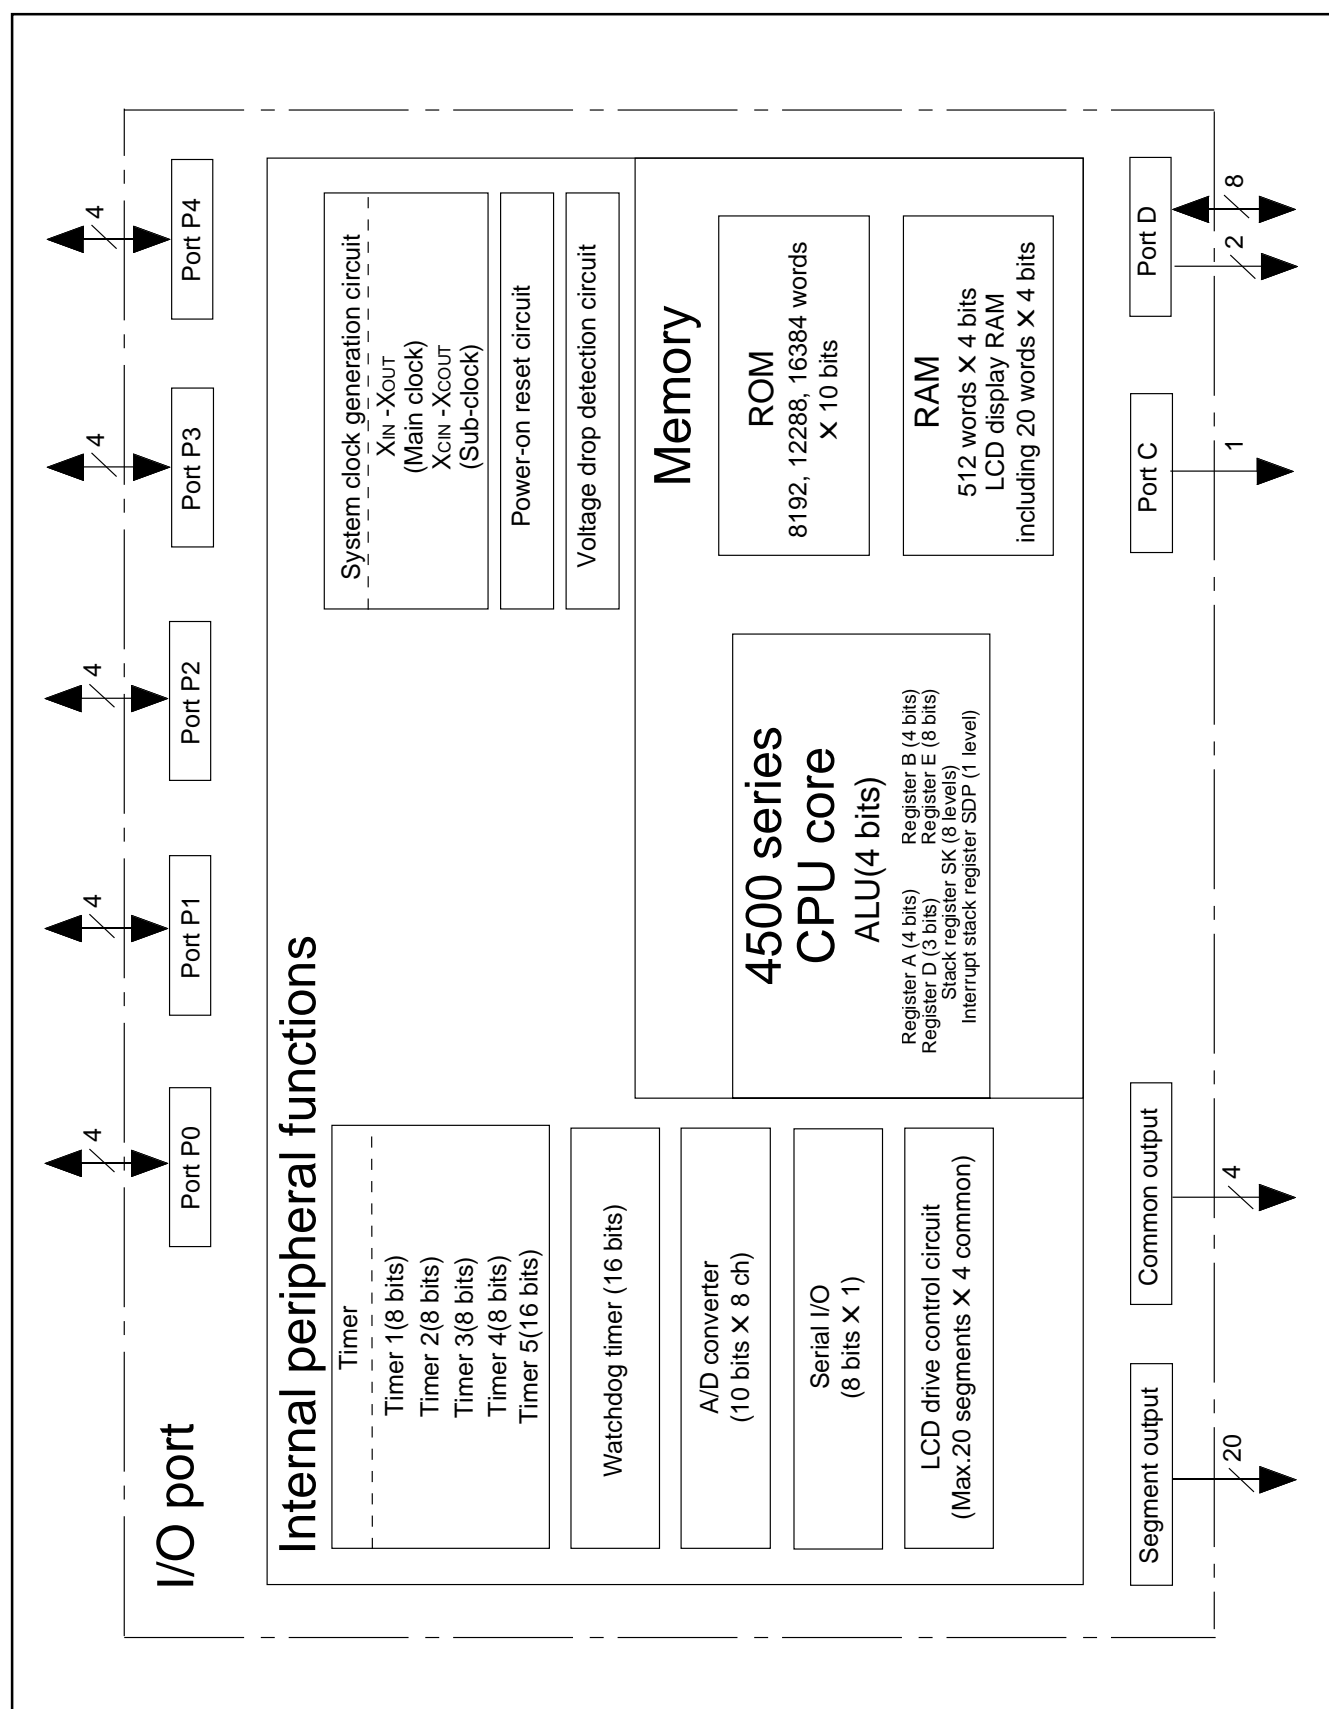 I/O port
4
Port P0
4
Port P1
4
Port P2
4
Port P3
4
Port P4
Internal peripheral functions
Timer
Timer 1(8 bits)
Timer 2(8 bits)
Timer 3(8 bits)
Timer 4(8 bits)
Timer 5(16 bits)
Watchdog timer (16 bits)
A/D converter
(10 bits X 8 ch)
Serial I/O
(8 bits X 1)
LCD drive control circuit
(Max.20 segments X 4 common)
System clock generation circuit
XIN -XOUT
(Main clock)
XCIN -XCOUT
(Sub-clock)
Power-on reset circuit
Voltage drop detection circuit
4500 series
CPU core
ALU(4 bits)
Register A (4 bits) Register B (4 bits)
Register D (3 bits) Register E (8 bits)
Stack register SK (8 levels)
Interrupt stack register SDP (1 level)
Memory
ROM
8192, 12288, 16384 words
X 10 bits
RAM
512 words X 4 bits
LCD display RAM
including 20 words X 4 bits
Segment output
20
Common output
4
Port C
1
Port D
2
8